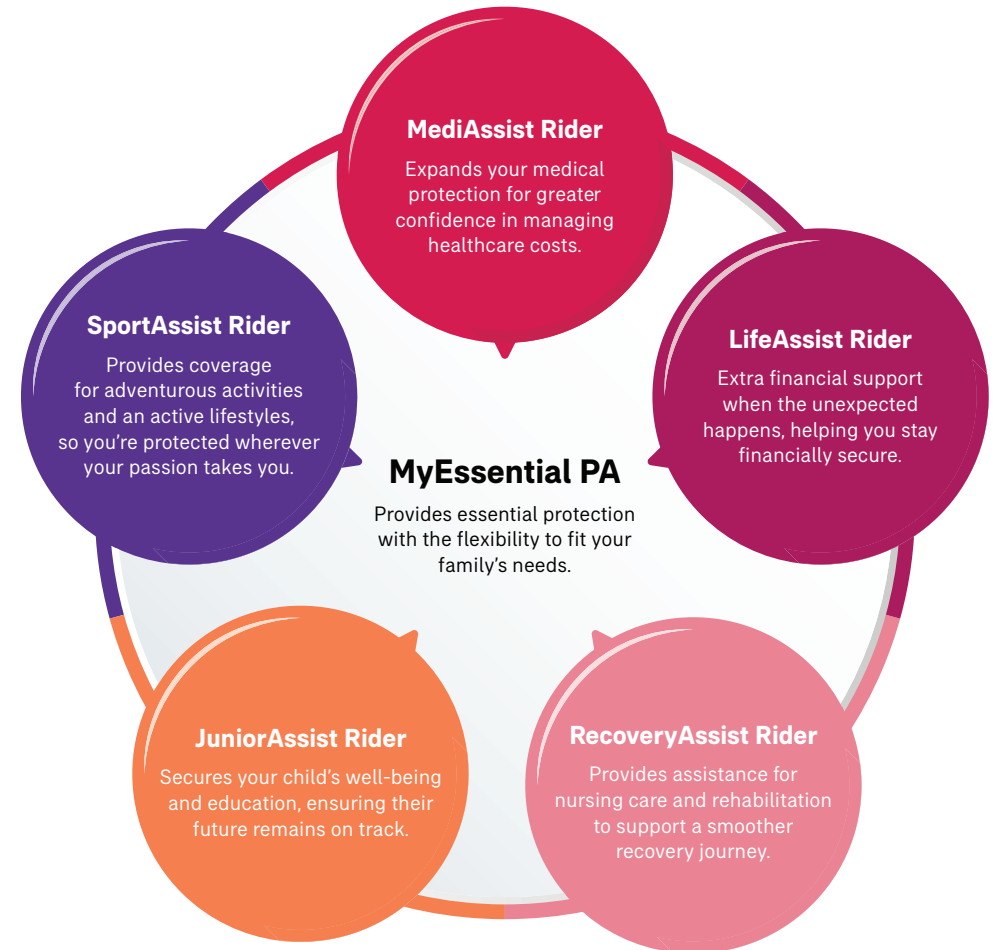 MediAssist Rider
Expands your medical
protection for greater
confidence in managing
healthcare costs.
SportAssist Rider
Provides coverage
for adventurous activities
and an active lifestyles,
so you're protected wherever
your passion takes you.
LifeAssist Rider
Extra financial support
when the unexpected
happens, helping you stay
financially secure.
MyEssential PA
Provides essential protection
with the flexibility to fit your
family's needs.
JuniorAssist Rider
Secures your child's well-being
and education, ensuring their
future remains on track.
RecoveryAssist Rider
Provides assistance for
nursing care and rehabilitation
to support a smoother
recovery journey.